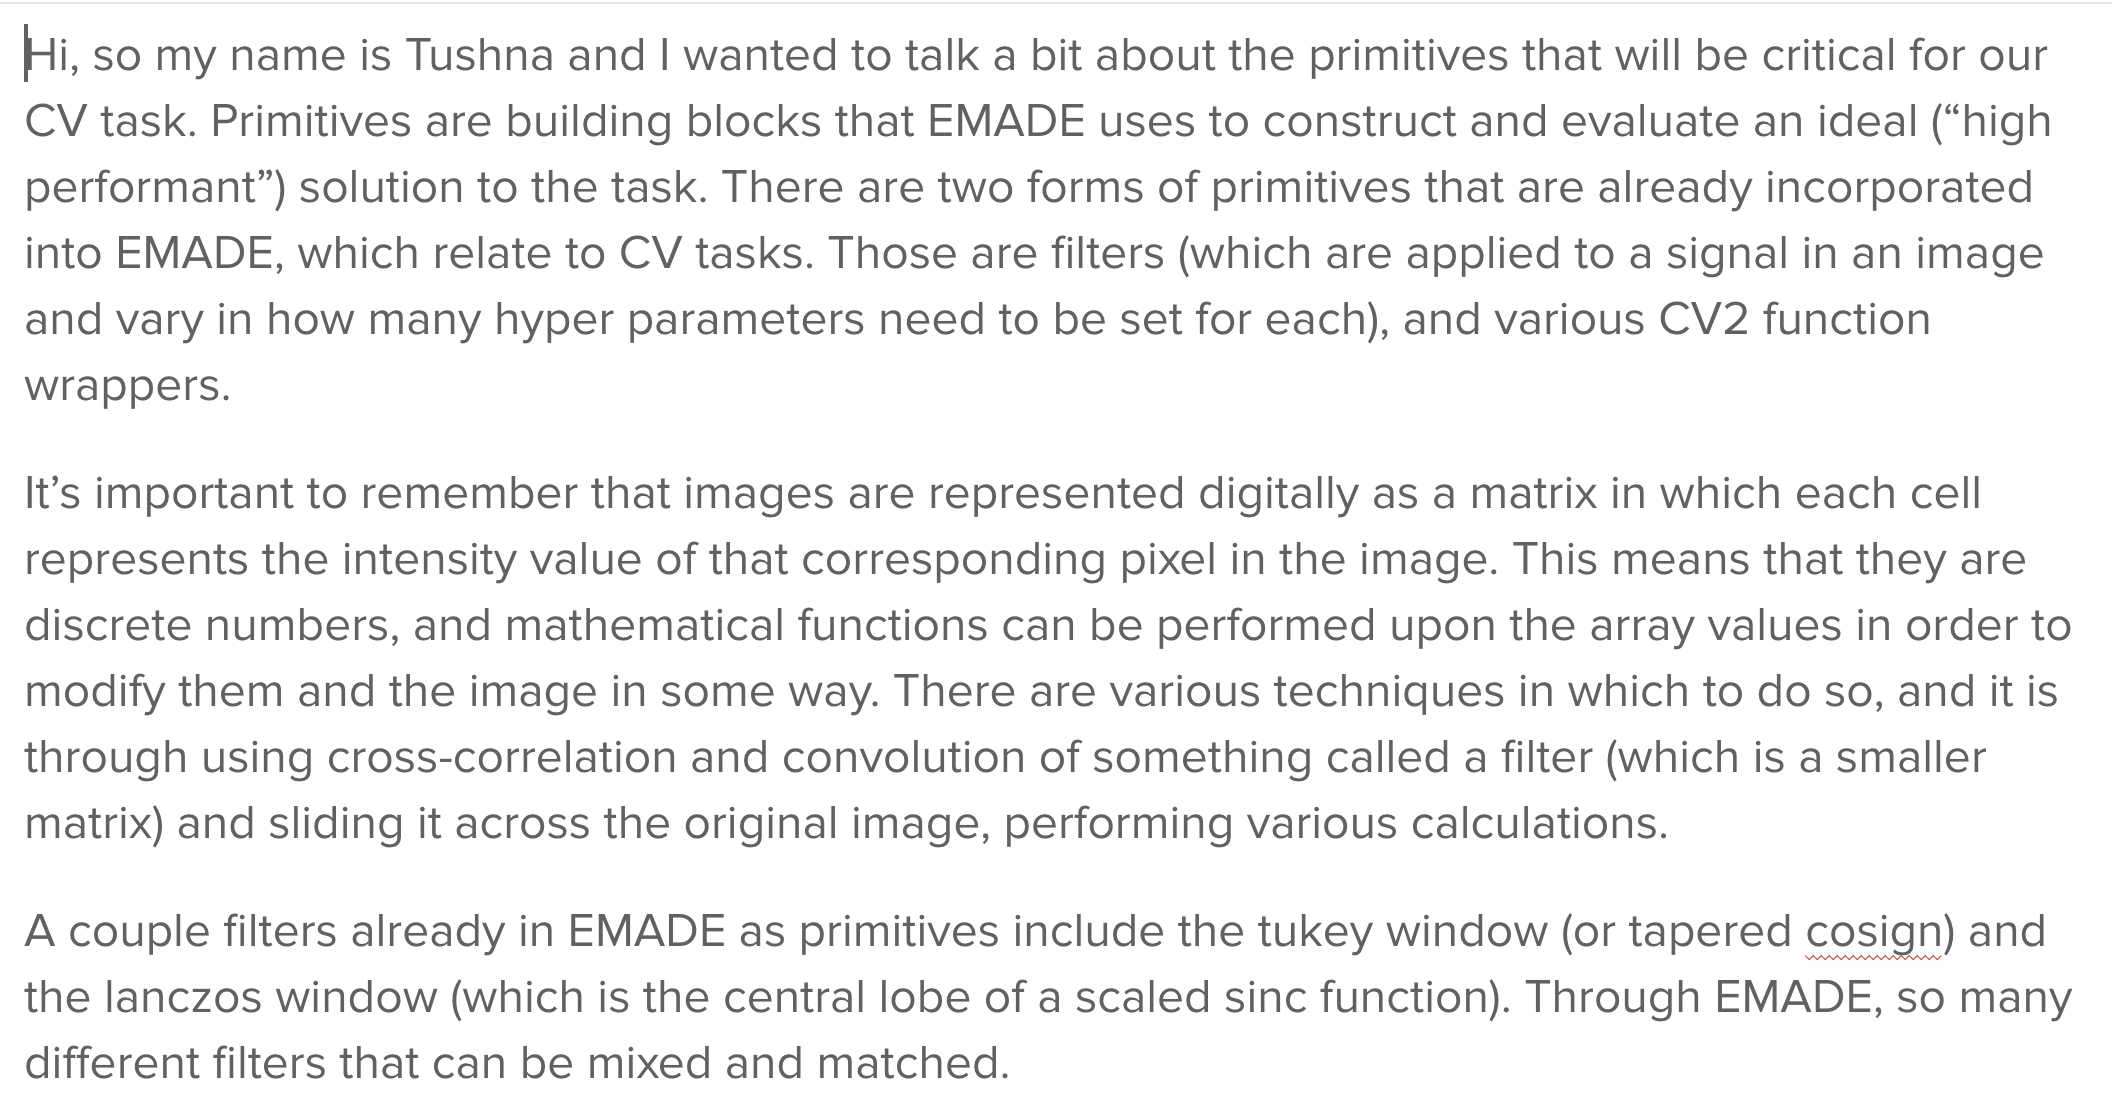 Hi, so my name is Tushna and I wanted to talk a bit about the primitives that will be critical for our
CV task. Primitives are building blocks that EMADE uses to construct and evaluate an ideal (“high
performant”) solution to the task. There are two forms of primitives that are already incorporated
into EMADE, which relate to CV tasks. Those are filters (which are applied to a signal in an image
and vary in how many hyper parameters need to be set for each), and various CV2 function
wrappers.
It’s important to remember that images are represented digitally as a matrix in which each cell
represents the intensity value of that corresponding pixel in the image. This means that they are
discrete numbers, and mathematical functions can be performed upon the array values in order to
modify them and the image in some way. There are various techniques in which to do so, and it is
through using cross-correlation and convolution of something called a filter (which is a smaller
matrix) and sliding it across the original image, performing various calculations.
A couple filters already in EMADE as primitives include the tukey window (or tapered cosign) and
the lanczos window (which is the central lobe of a scaled sinc function). Through EMADE, so many
different filters that can be mixed and matched.